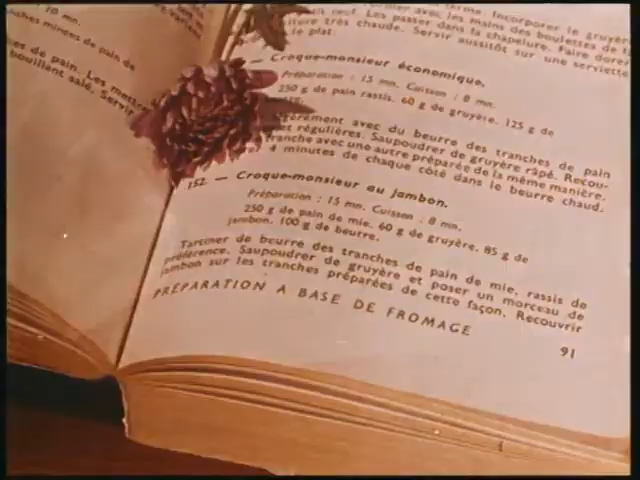 10 mn.
minces de pain de
es de pain. Les mettre
bouillant salé. Servir
terme. Incorporer le gruyère
avec les mains des boulettes de la
œuf. Les passer dans la chapelure. Faire dorer
friture très chaude. Servir aussitôt sur une serviette
le plat.
— Croque-monsieur économique.
Préparation : 15 mn. Cuisson : 8 mn.
250 g de pain rassis, 60 g de gruyère, 125 g de
avec du beurre des tranches de pain
et régulières. Saupoudrer de gruyère râpé. Recou-
tranche avec une autre préparée de la même manière.
4 minutes de chaque côté dans le beurre chaud.
152. — Croque-monsieur au jambon.
Préparation : 15 mn. Cuisson : 8 mn.
250 g de pain de mie, 60 g de gruyère, 85 g de
jambon, 100 g de beurre.
Tartiner de beurre des tranches de pain de mie, rassis de
préférence. Saupoudrer de gruyère et poser un morceau de
jambon sur les tranches préparées de cette façon. Recouvrir
PRÉPARATION A BASE DE FROMAGE
91